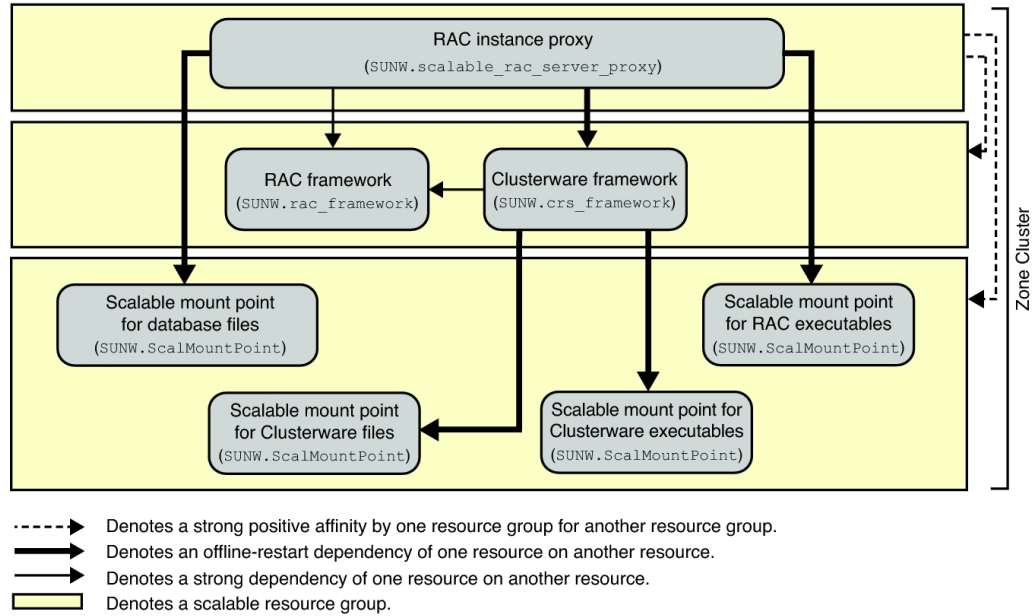 RAC instance proxy
(SUNW.scalable_rac_server_proxy)
RAC framework
(SUNW.rac_framework)
Clusterware framework
(SUNW.crs_framework)
Zone Cluster
Scalable mount point
for database files
(SUNW.ScalMountPoint)
Scalable mount point
for RAC executables
(SUNW.ScalMountPoint)
Scalable mount point
for Clusterware files
(SUNW.ScalMountPoint)
Scalable mount point for
Clusterware executables
(SUNW.ScalMountPoint)
Denotes a strong positive affinity by one resource group for another resource group.
Denotes an offline-restart dependency of one resource on another resource.
Denotes a strong dependency of one resource on another resource.
Denotes a scalable resource group.